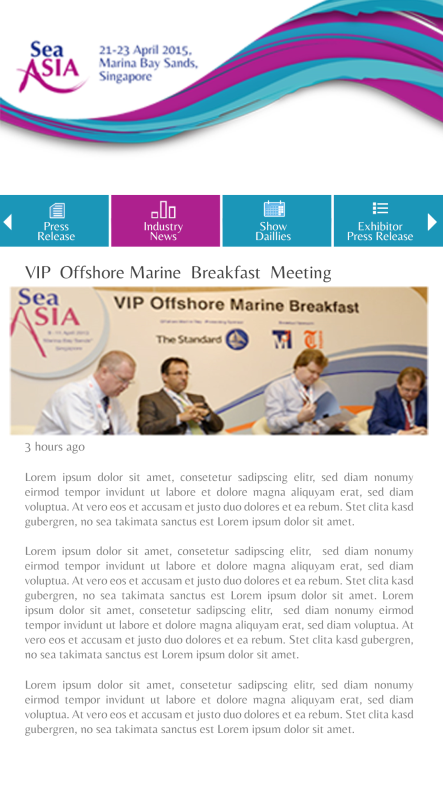 Sea
ASIA
21-23 April 2015,
Marina Bay Sands,
Singapore
Press
Release
Industry
News
Show
Daillies
Exhibitor
Press Release
VIP Offshore Marine Breakfast Meeting
Sea
ASIA
Marina Bay Sands
Singapore
VIP Offshore Marine Breakfast
The Standard
3 hours ago
Lorem ipsum dolor sit amet, consetetur sadipscing elitr, sed diam nonumy
eirmod tempor invidunt ut labore et dolore magna aliquyam erat, sed diam
voluptua. At vero eos et accusam et justo duo dolores et ea rebum. Stet clita kasd
gubergren, no sea takimata sanctus est Lorem ipsum dolor sit amet.
Lorem ipsum dolor sit amet, consetetur sadipscing elitr, sed diam nonumy
eirmod tempor invidunt ut labore et dolore magna aliquyam erat, sed diam
voluptua. At vero eos et accusam et justo duo dolores et ea rebum. Stet clita kasd
gubergren, no sea takimata sanctus est Lorem ipsum dolor sit amet. Lorem
ipsum dolor sit amet, consetetur sadipscing elitr, sed diam nonumy eirmod
tempor invidunt ut labore et dolore magna aliquyam erat, sed diam voluptua. At
vero eos et accusam et justo duo dolores et ea rebum. Stet clita kasd gubergren,
no sea takimata sanctus est Lorem ipsum dolor sit amet.
Lorem ipsum dolor sit amet, consetetur sadipscing elitr, sed diam nonumy
eirmod tempor invidunt ut labore et dolore magna aliquyam erat, sed diam
voluptua. At vero eos et accusam et justo duo dolores et ea rebum. Stet clita kasd
gubergren, no sea takimata sanctus est Lorem ipsum dolor sit amet.